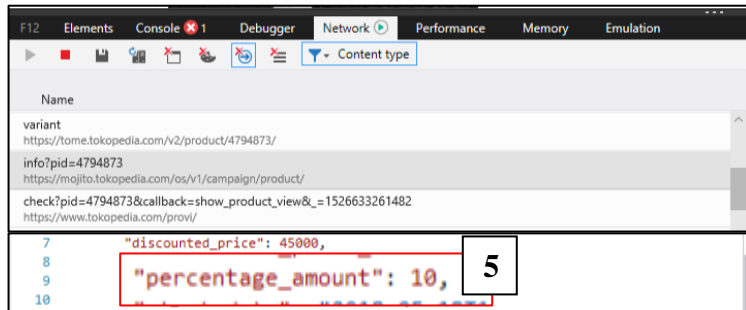 F12 Elements Console 1 Debugger Network Performance Memory Emulation
Content type
Name
variant
https://tome.tokopedia.com/v2/product/4794873/
info?pid=4794873
https://mojito.tokopedia.com/os/v1/campaign/product/
check?pid=4794873&callback=show_product_view&_=1526633261482
https://www.tokopedia.com/provi/
7 "discounted_price": 45000,
8
9 "percentage_amount": 10,
10
5